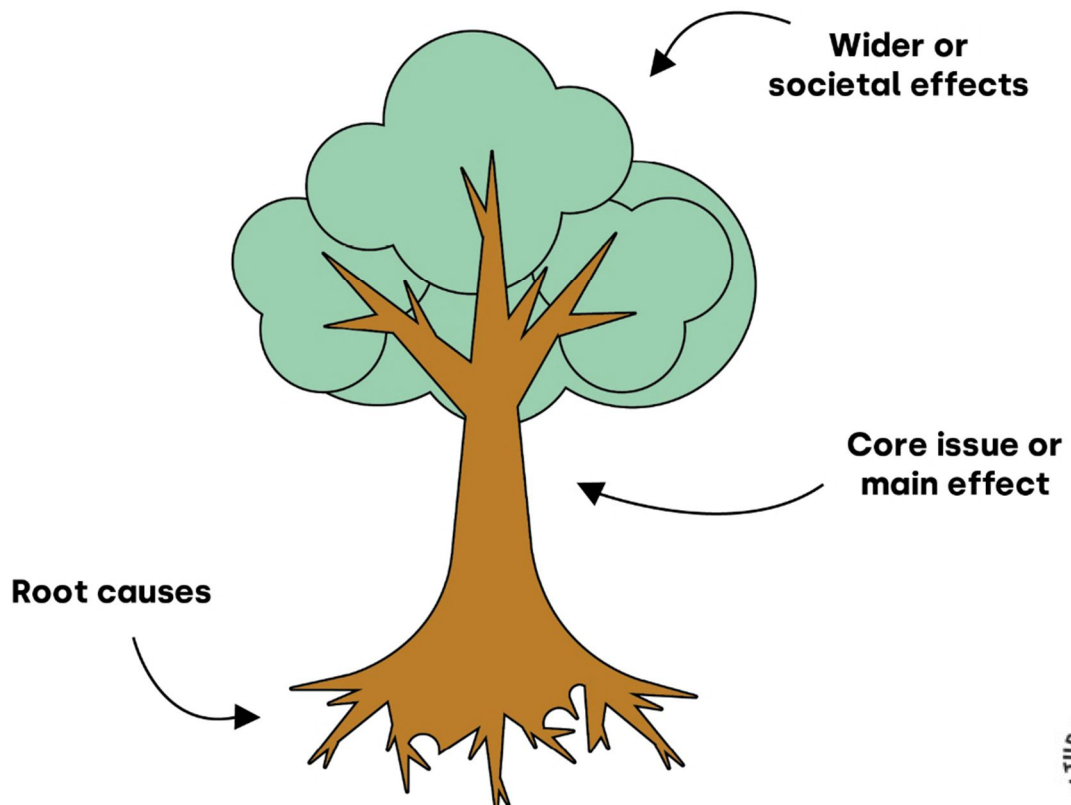 Wider or
societal effects
Core issue or
main effect
Root causes